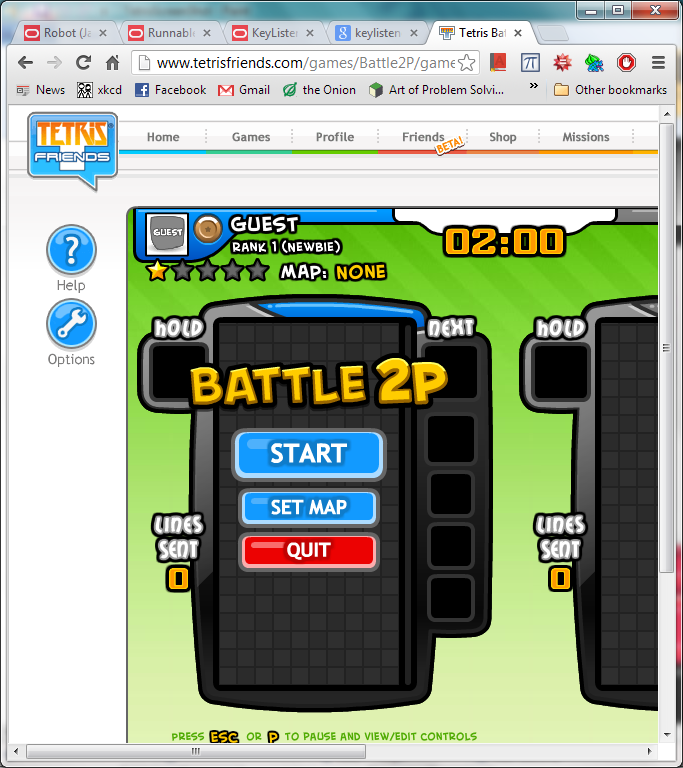 Robot (Ja
Runnable
KeyListen
keylisten
Tetris Bat
www.tetrisfriends.com/games/Battle2P/game
News
xkcd
Facebook
Gmail
the Onion
Art of Problem Solvi...
»
Other bookmarks
TETRIS
FRIENDS
Home
Games
Profile
Friends
BETA!
Shop
Missions
Help
Options
GUEST
GUEST
RANK 1 (NEWBIE)
MAP: NONE
02:00
HOLD
NEXT
HOLD
BATTLE 2P
START
SET MAP
QUIT
LINES
SENT
0
LINES
SENT
0
PRESS ESC OR P TO PAUSE AND VIEW/EDIT CONTROLS